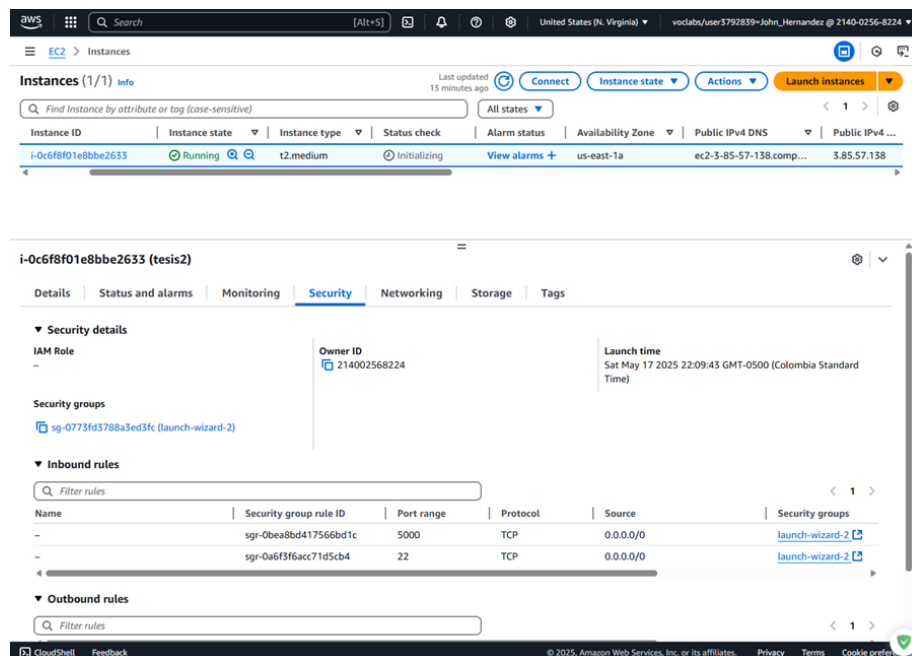 aws Search [Alt+S] United States (N. Virginia) ▼ voclabs/user3792839=John_Hernandez @ 2140-0256-8224 ▼
EC2 > Instances
Instances (1/1) Info Last updated 13 minutes ago Connect Instance state ▼ Actions ▼ Launch instances ▼
Find Instance by attribute or tag (case-sensitive) All states ▼ < 1 >
Instance ID Instance state Instance type Status check Alarm status Availability Zone Public IPv4 DNS Public IPv4 ...
i-0c6f8f01e8bbe2633 Running t2.medium Initializing View alarms + us-east-1a ec2-3-85-57-138.comp... 3.85.57.138
i-0c6f8f01e8bbe2633 (tesis2)
Details Status and alarms Monitoring Security Networking Storage Tags
▼ Security details
IAM Role
–
Owner ID
214002568224
Launch time
Sat May 17 2025 22:09:43 GMT-0500 (Colombia Standard
Time)
Security groups
sg-0773fd3788a3ed3fc (launch-wizard-2)
▼ Inbound rules
Filter rules < 1 >
Name Security group rule ID Port range Protocol Source Security groups
– sgr-0bea8bd417566bd1c 5000 TCP 0.0.0.0/0 launch-wizard-2
– sgr-0a6f3f6acc71d5cb4 22 TCP 0.0.0.0/0 launch-wizard-2
▼ Outbound rules
Filter rules < 1 >
CloudShell Feedback © 2025, Amazon Web Services, Inc. or its affiliates. Privacy Terms Cookie prefer